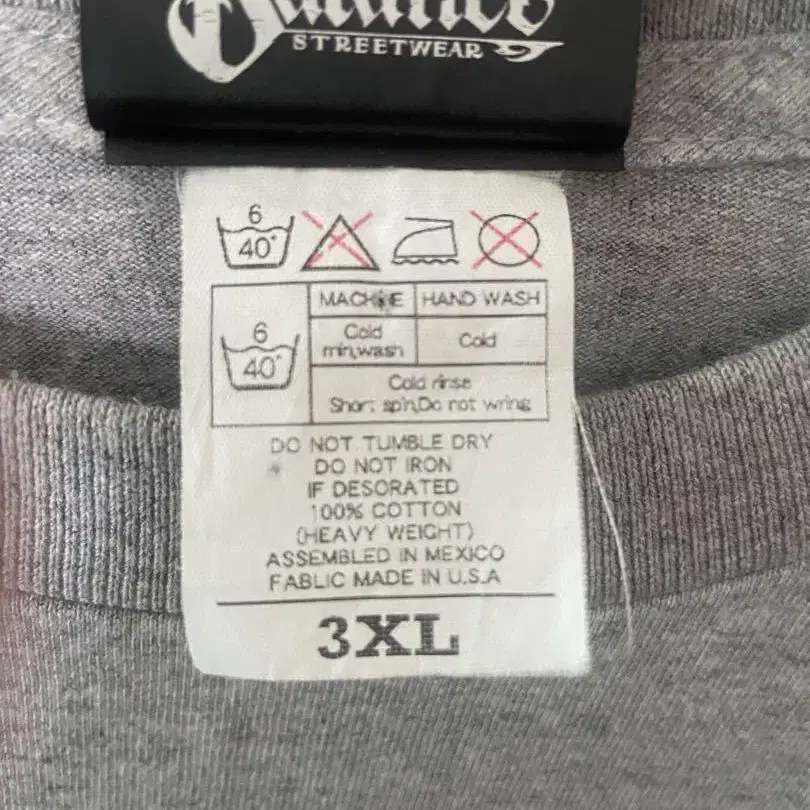 STREETWEAR
6
40°
MACHINE HAND WASH
6
40°
Cold
min,wash
Cold
Cold rinse
Short spin,Do not wring
DO NOT TUMBLE DRY
DO NOT IRON
IF DESORATED
100% COTTON
(HEAVY WEIGHT)
ASSEMBLED IN MEXICO
FABLIC MADE IN U.S.A
3XL